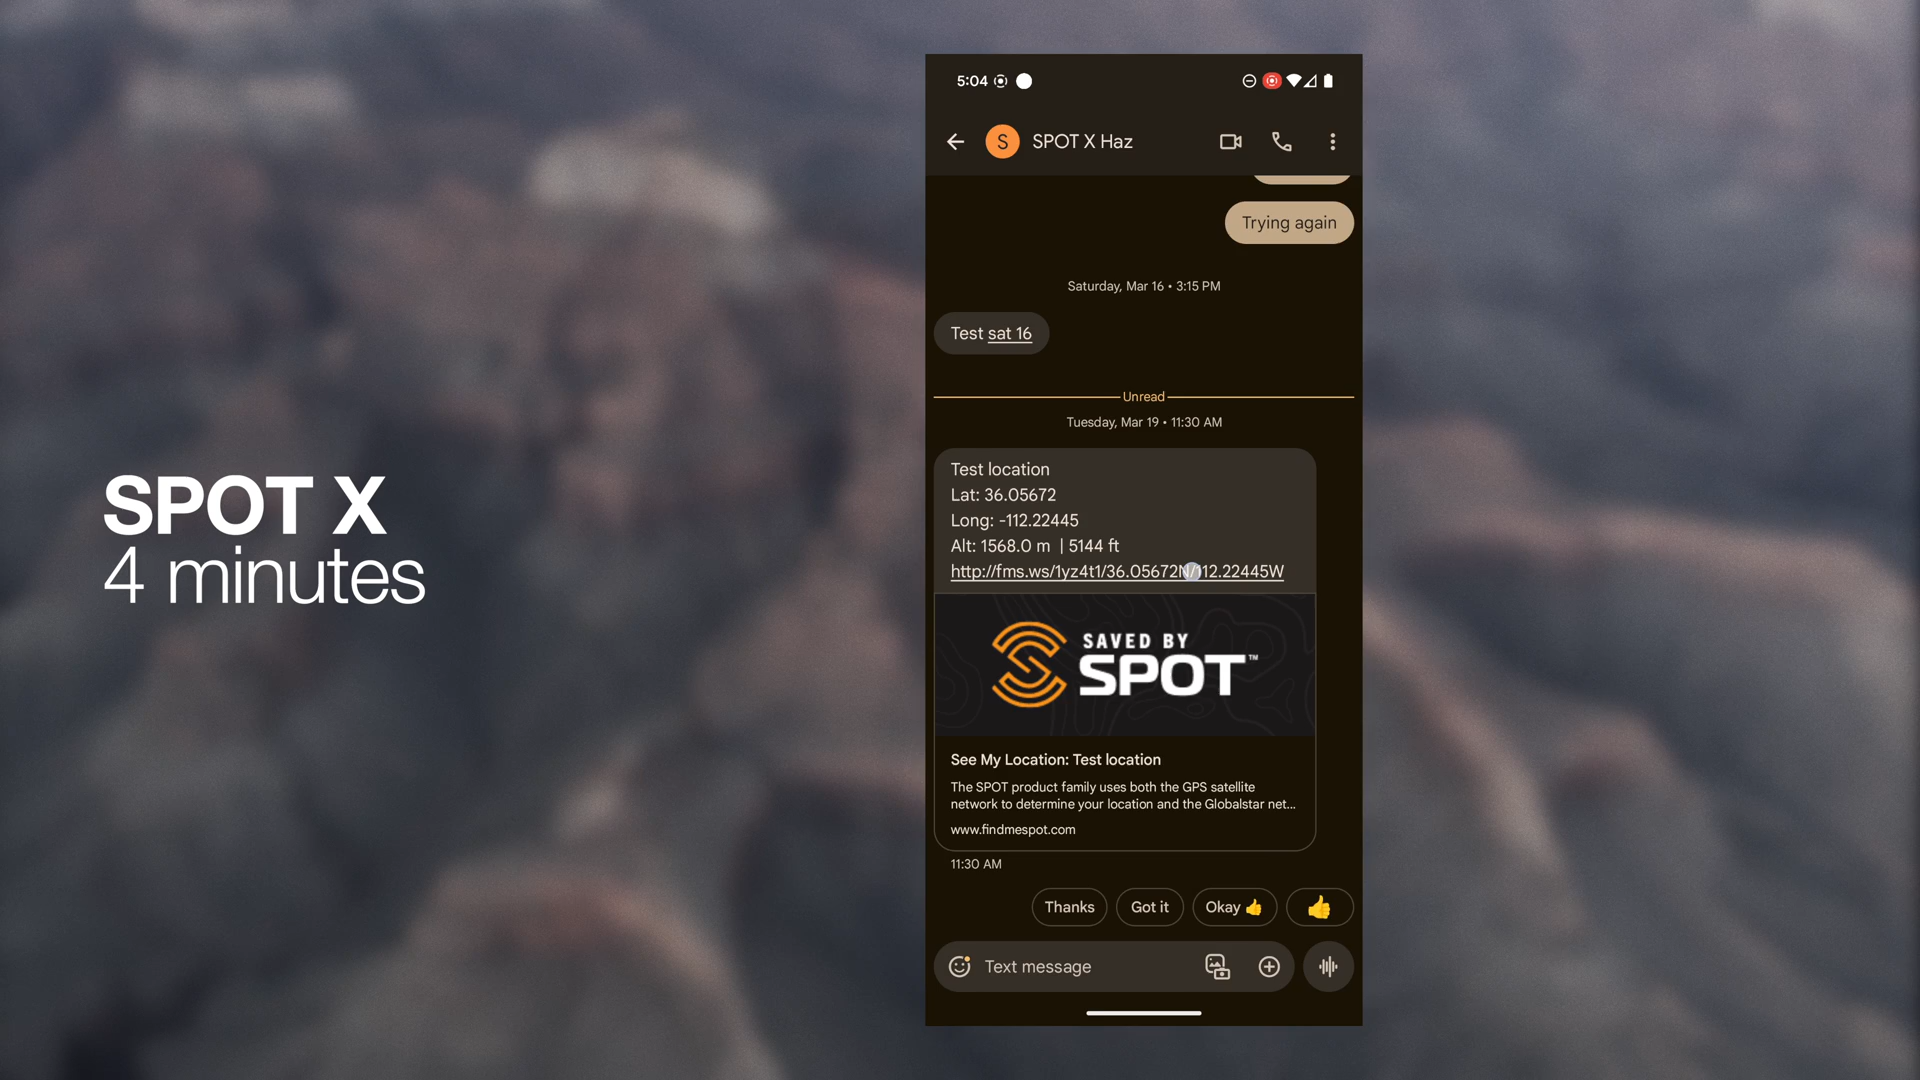 SPOT X
4 minutes
5:04
S
SPOT X Haz
Trying again
Saturday, Mar 16 • 3:15 PM
Test sat 16
Unread
Tuesday, Mar 19 • 11:30 AM
Test location
Lat: 36.05672
Long: -112.22445
Alt: 1568.0 m | 5144 ft
http://fms.ws/1yz4t1/36.05672N/112.22445W
SAVED BY
SPOT™
See My Location: Test location
The SPOT product family uses both the GPS satellite
network to determine your location and the Globalstar net...
www.findmespot.com
11:30 AM
Thanks
Got it
Okay 👍
👍
Text message